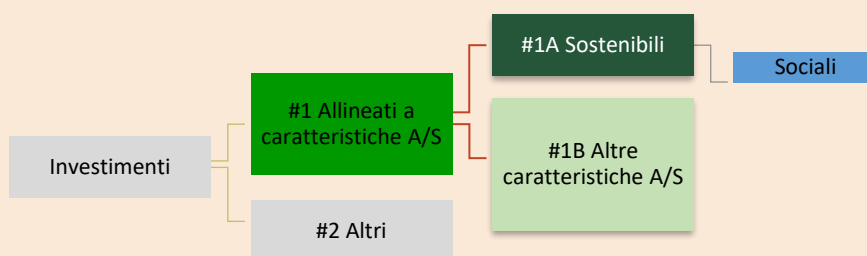 #1A Sostenibili
Sociali
#1 Allineati a
caratteristiche A/S
#1B Altre
caratteristiche A/S
Investimenti
#2 Altri